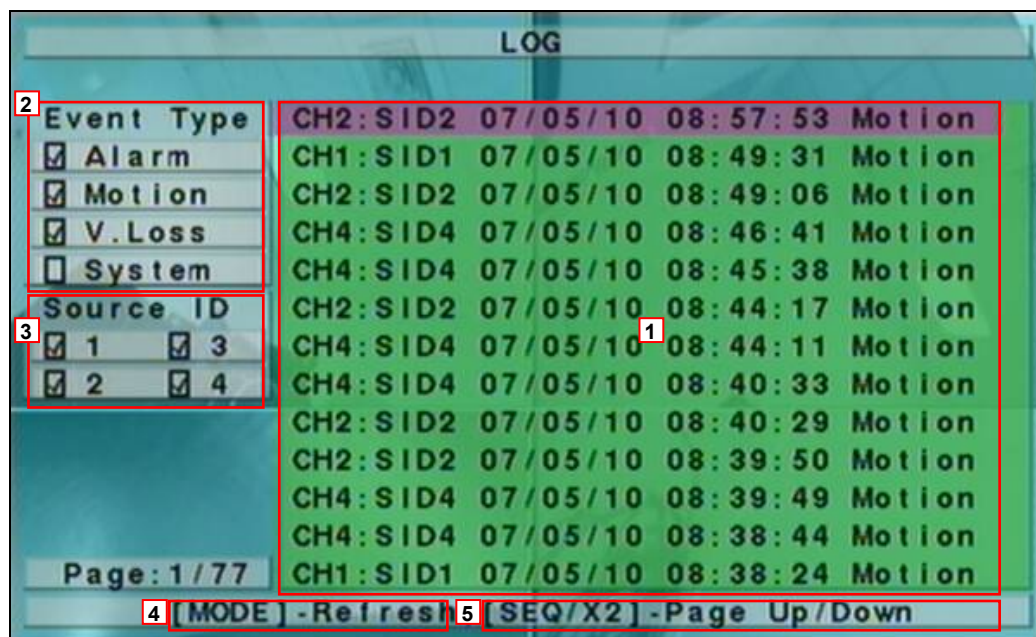 LOG
2
Event Type
☑ Alarm
☑ Motion
☑ V.Loss
☐ System
3
Source ID
☑ 1 ☑ 3
☑ 2 ☑ 4
Page:1/77
1
CH2:SID2 07/05/10 08:57:53 Motion
CH1:SID1 07/05/10 08:49:31 Motion
CH2:SID2 07/05/10 08:49:06 Motion
CH4:SID4 07/05/10 08:46:41 Motion
CH4:SID4 07/05/10 08:45:38 Motion
CH2:SID2 07/05/10 08:44:17 Motion
CH4:SID4 07/05/10 08:44:11 Motion
CH4:SID4 07/05/10 08:40:33 Motion
CH2:SID2 07/05/10 08:40:29 Motion
CH2:SID2 07/05/10 08:39:50 Motion
CH4:SID4 07/05/10 08:39:49 Motion
CH4:SID4 07/05/10 08:38:44 Motion
CH1:SID1 07/05/10 08:38:24 Motion
4 [MODE]-Refresh 5 [SEQ/X2]-Page Up/Down